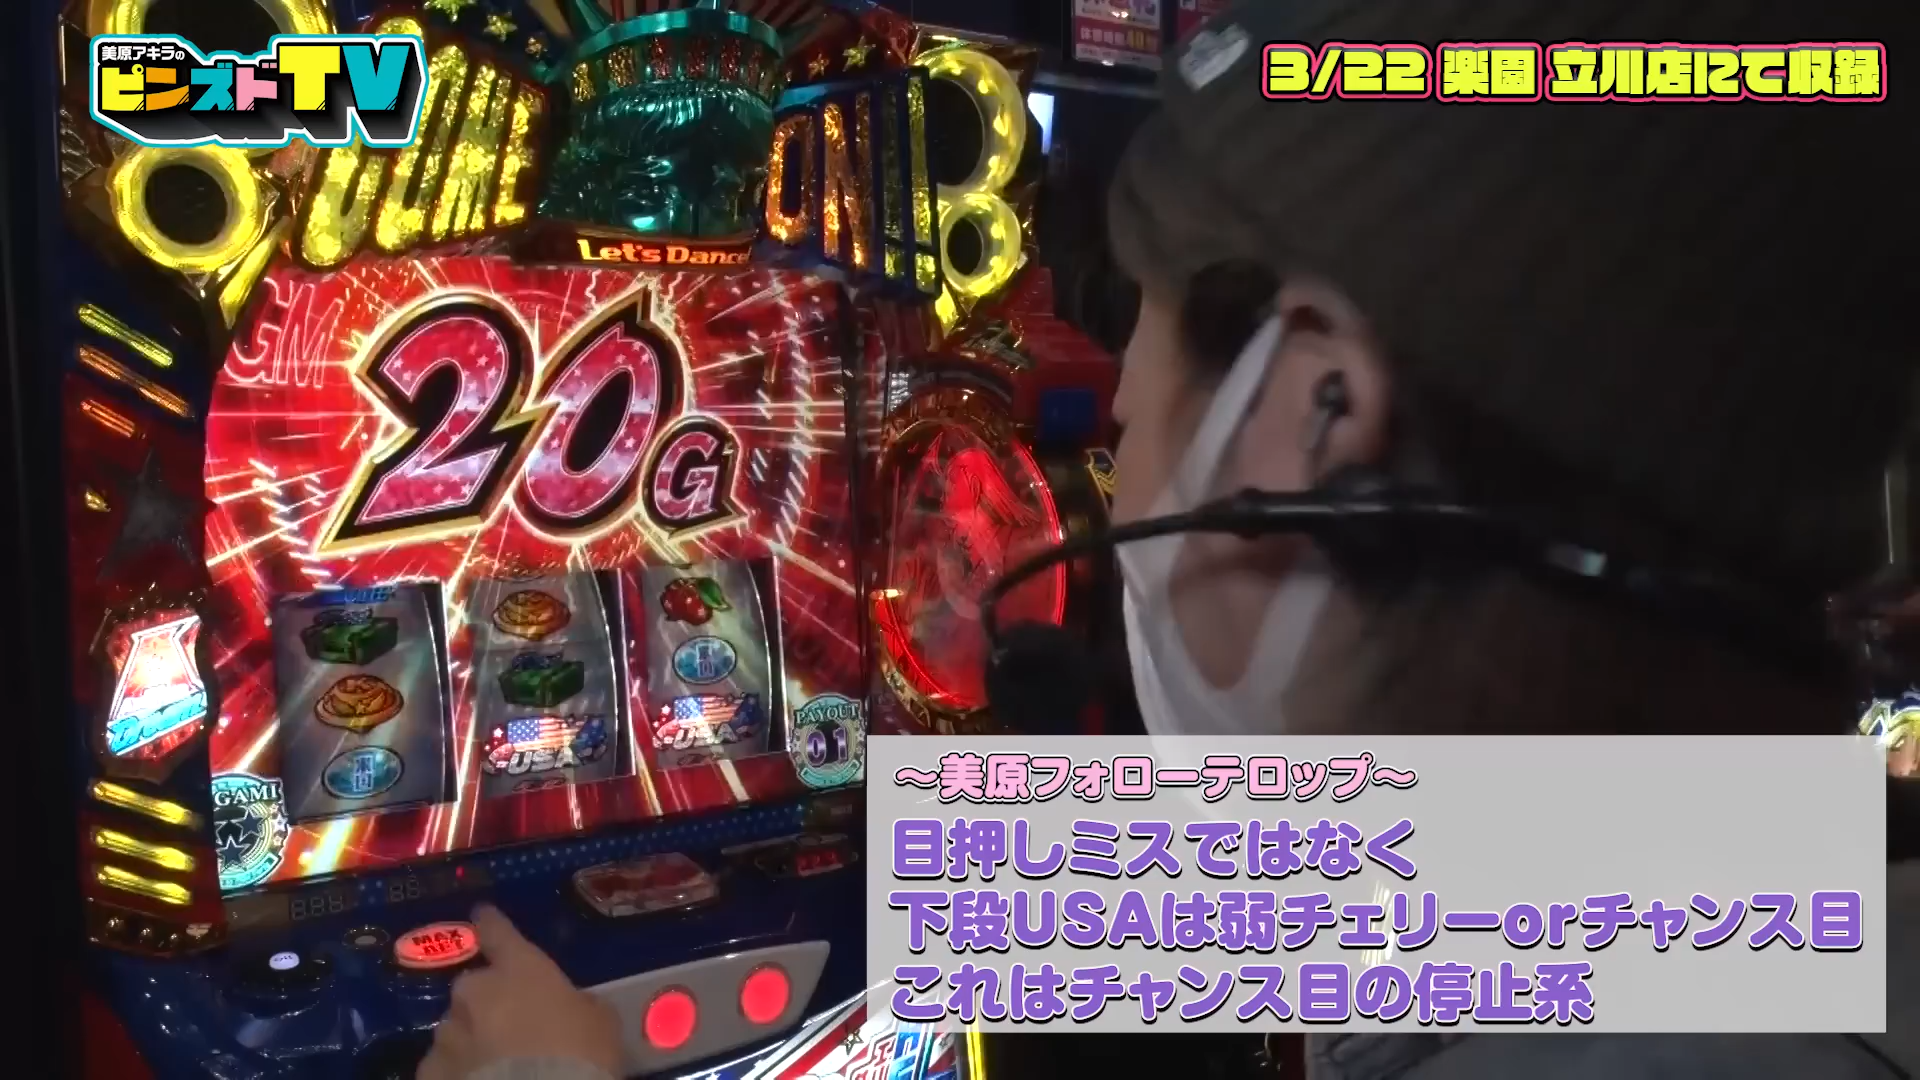 美原アキラの
ピンズドTV
3/22 楽園 立川店にて収録
COME
ON!!
Let's Dance
20G
USA
USA
PAYOUT
01
MAX
BET
～美原フォローテロップ～
目押しミスではなく
下段USAは弱チェリーorチャンス目
これはチャンス目の停止系